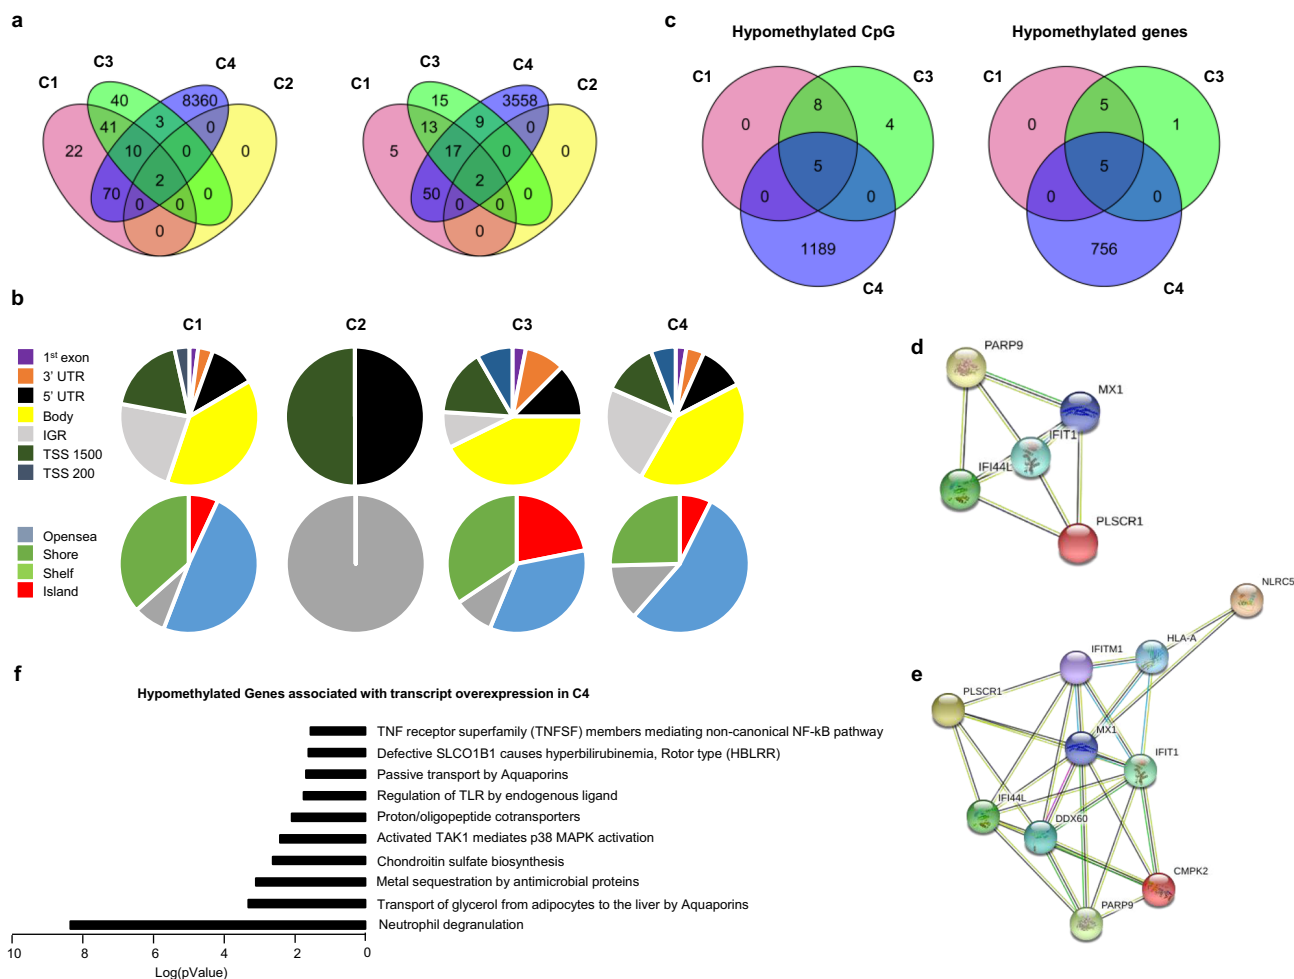 a
C1
C3
C4
C2
40
8360
41
3
0
22
10
0
0
70
2
0
0
0
0
C1
C3
C4
C2
15
3558
13
9
0
5
17
0
0
50
2
0
0
0
0
c
Hypomethylated CpG
C1
C3
8
0
4
5
0
0
1189
C4
Hypomethylated genes
C1
C3
5
0
1
5
0
0
756
C4
b
C1
C2
C3
C4
1st exon
3' UTR
5' UTR
Body
IGR
TSS 1500
TSS 200
Opensea
Shore
Shelf
Island
d
PARP9
MX1
IFIT1
IFI44L
PLSCR1
e
NLRC5
HLA-A
IFITM1
PLSCR1
MX1
IFIT1
IFI44L
DDX60
CMPK2
PARP9
f
Hypomethylated Genes associated with transcript overexpression in C4
TNF receptor superfamily (TNFSF) members mediating non-canonical NF-kB pathway
Defective SLCO1B1 causes hyperbilirubinemia, Rotor type (HBLRR)
Passive transport by Aquaporins
Regulation of TLR by endogenous ligand
Proton/oligopeptide cotransporters
Activated TAK1 mediates p38 MAPK activation
Chondroitin sulfate biosynthesis
Metal sequestration by antimicrobial proteins
Transport of glycerol from adipocytes to the liver by Aquaporins
Neutrophil degranulation
10 8 6 4 2 0
Log(pValue)